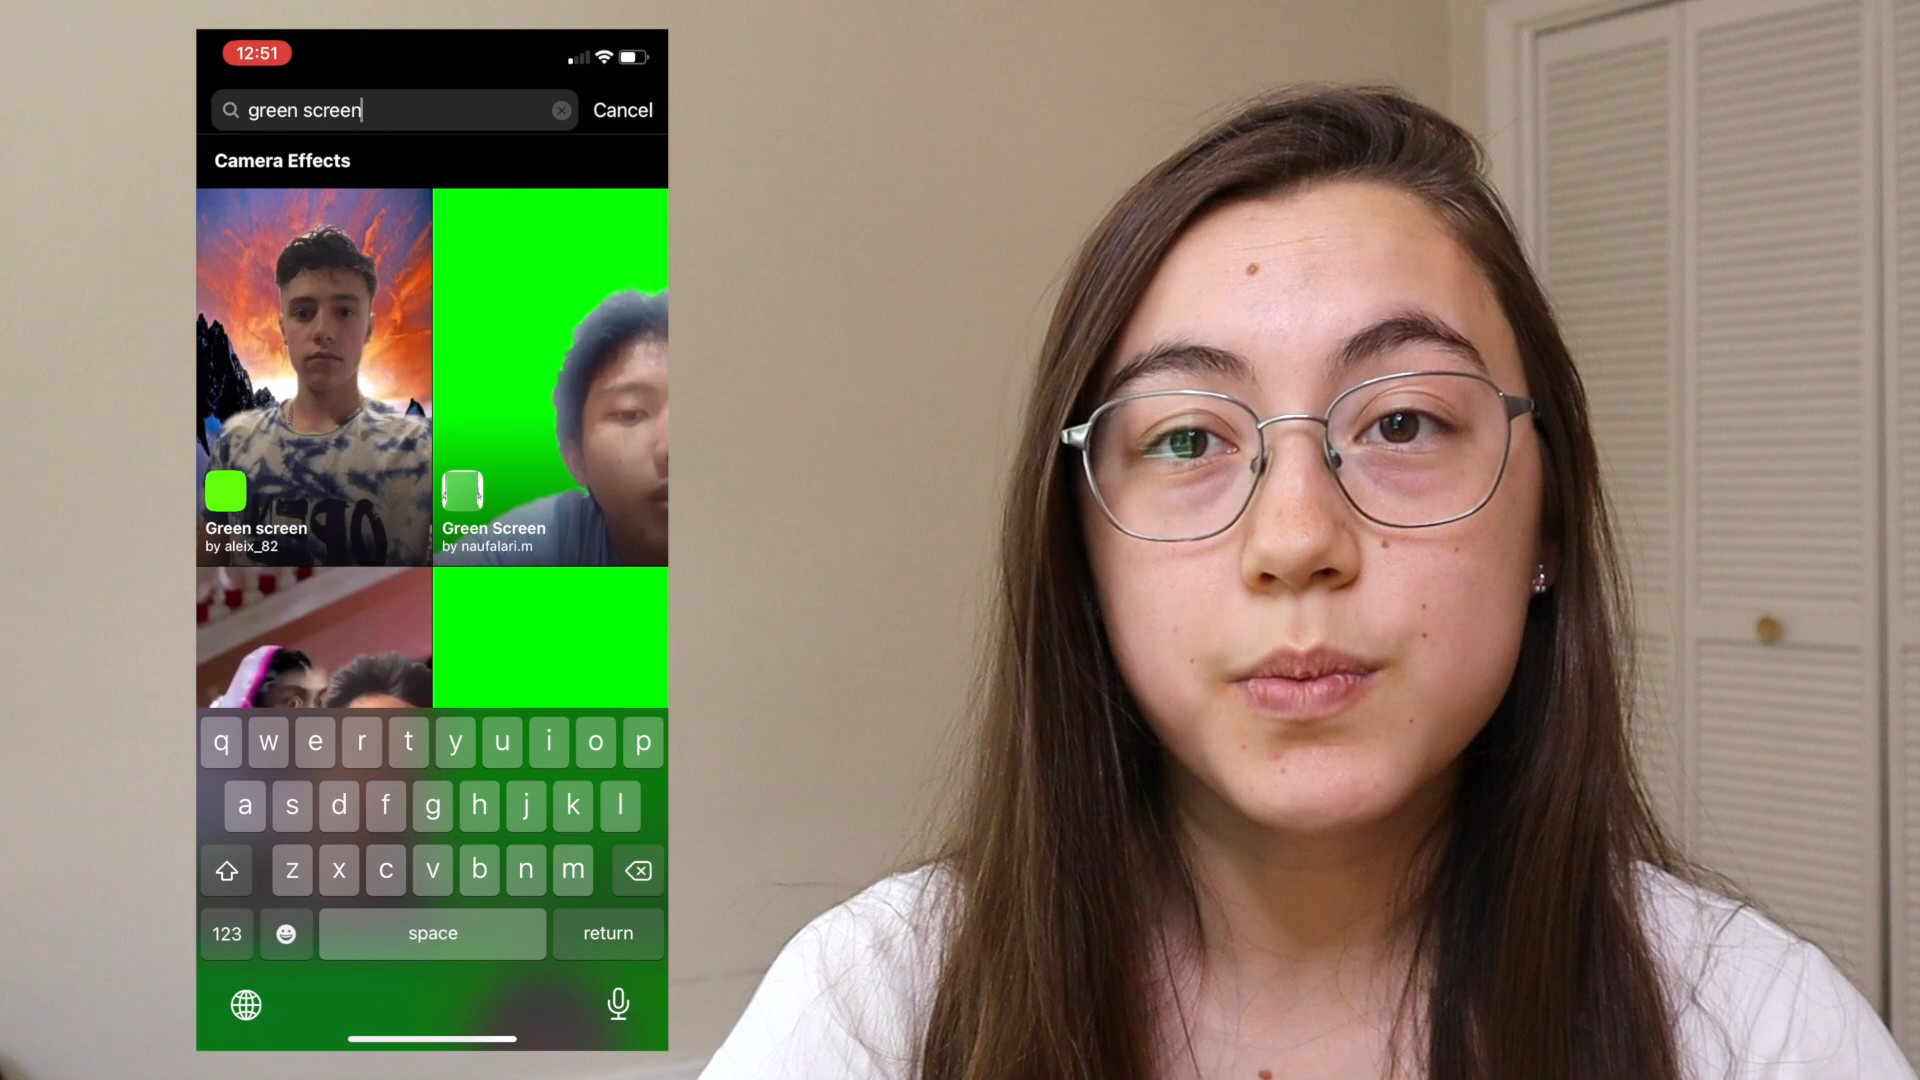 12:51
green screen
Cancel
Camera Effects
Green screen
by aleix_82
Green Screen
by naufalari.m
q w e r t y u i o p
a s d f g h j k l
z x c v b n m
123
space
return